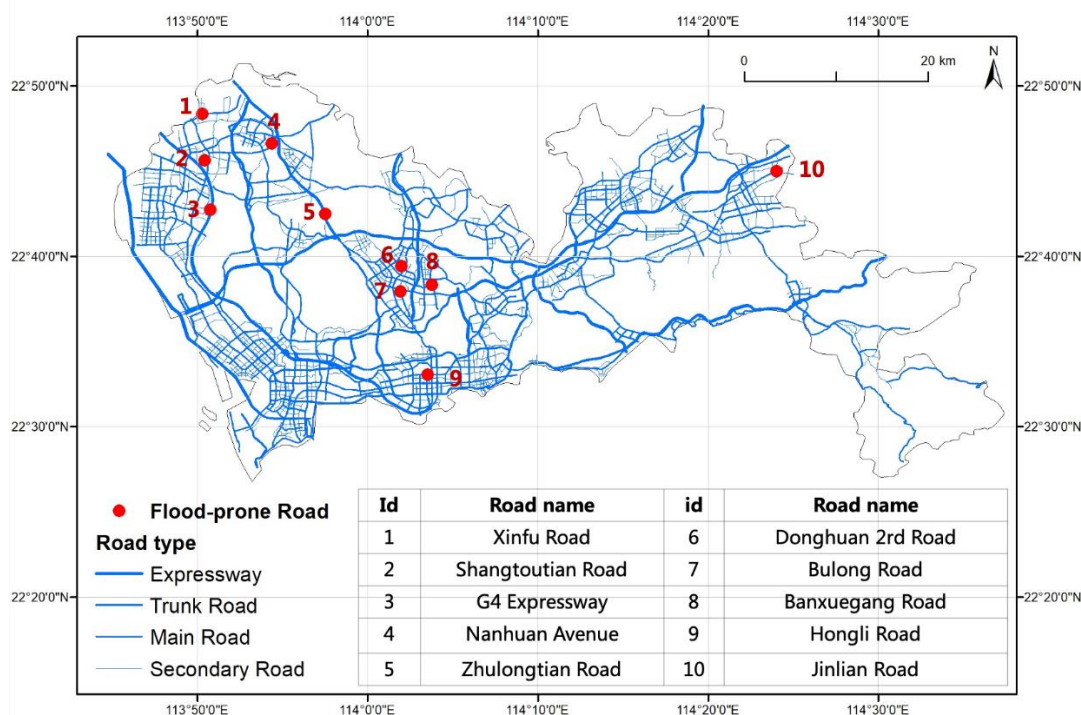 113°50'0"E 114°0'0"E 114°10'0"E 114°20'0"E 114°30'0"E
N
0 20 km
22°50'0"N 22°50'0"N
1
4
2
10
3
5
22°40'0"N 22°40'0"N
6 8
7
9
22°30'0"N 22°30'0"N
Flood-prone Road
Road type
Expressway
Trunk Road
Main Road
Secondary Road
Id Road name id Road name
1 Xinfu Road 6 Donghuan 2rd Road
2 Shangtoutian Road 7 Bulong Road
3 G4 Expressway 8 Banxuegang Road
4 Nanhuan Avenue 9 Hongli Road
5 Zhulongtian Road 10 Jinlian Road
22°20'0"N 22°20'0"N
113°50'0"E 114°0'0"E 114°10'0"E 114°20'0"E 114°30'0"E